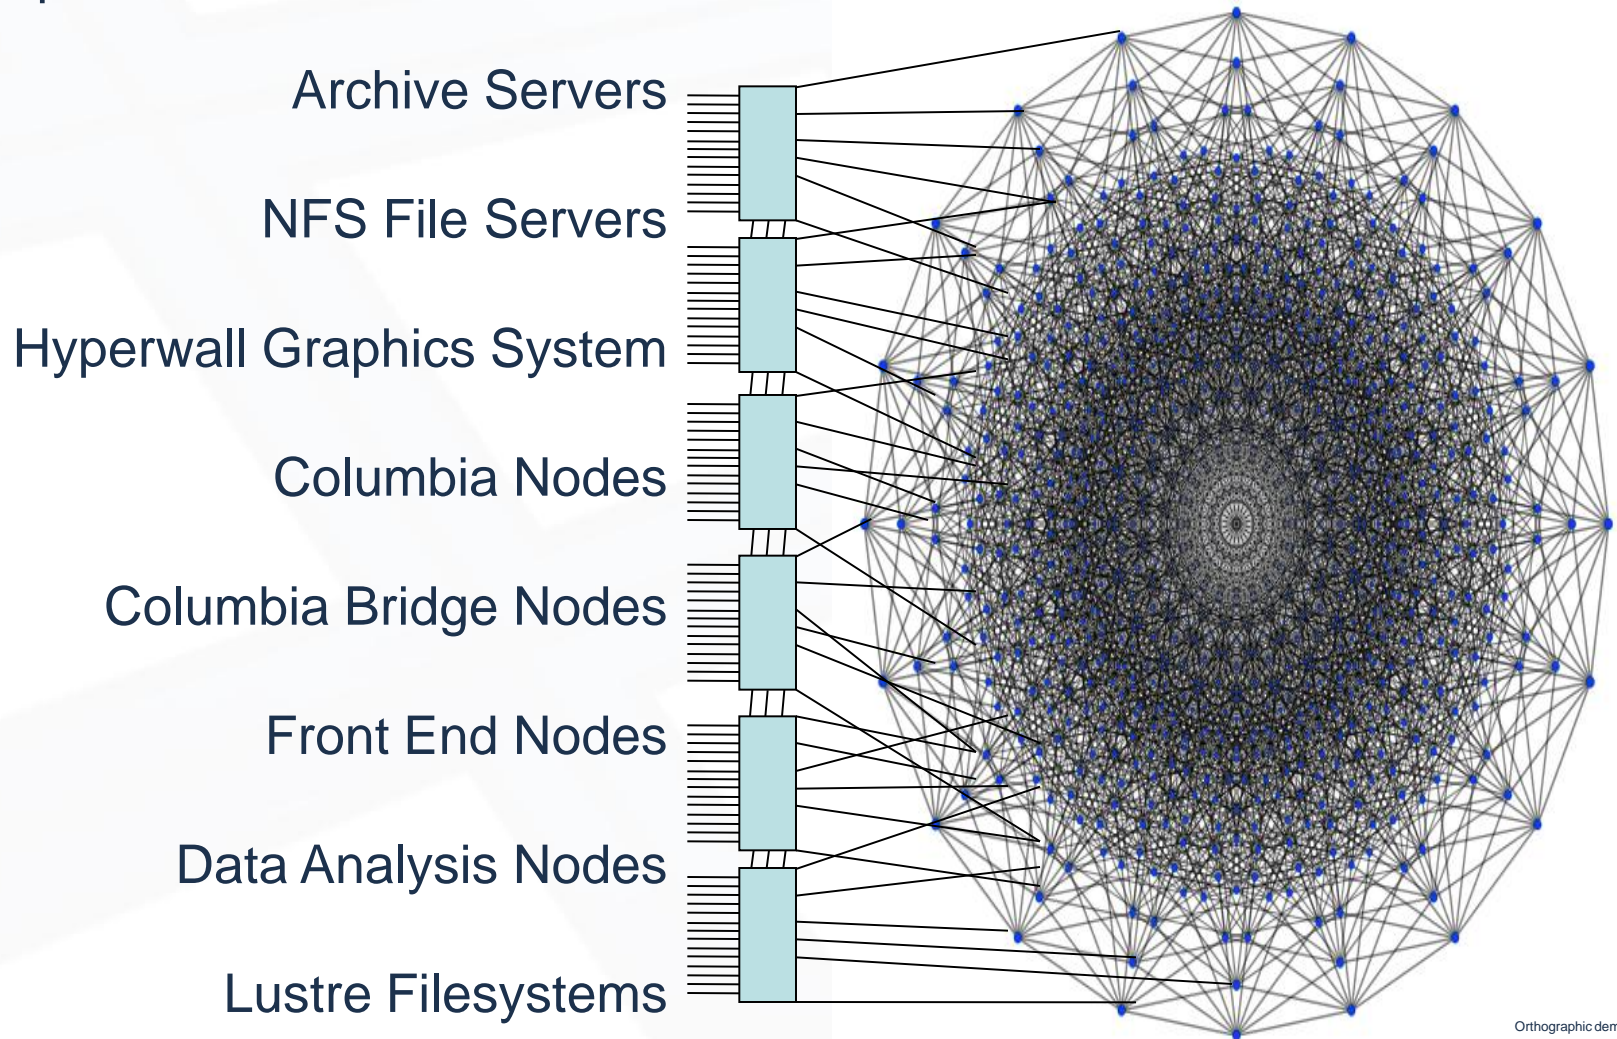 Archive Servers
NFS File Servers
Hyperwall Graphics System
Columbia Nodes
Columbia Bridge Nodes
Front End Nodes
Data Analysis Nodes
Lustre Filesystems
Orthographic